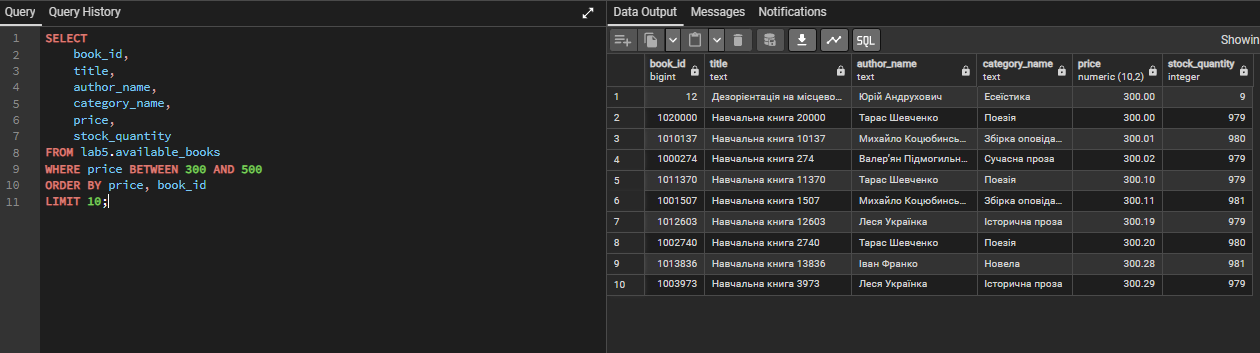 Query Query History
Data Output Messages Notifications
1 SELECT
2 book_id,
3 title,
4 author_name,
5 category_name,
6 price,
7 stock_quantity
8 FROM lab5.available_books
9 WHERE price BETWEEN 300 AND 500
10 ORDER BY price, book_id
11 LIMIT 10;
SQL Showin
book_id title author_name category_name price stock_quantity
bigint text text text numeric (10,2) integer
1 12 Дезорієнтація на місцево... Юрій Андрухович Есеїстика 300.00 9
2 1020000 Навчальна книга 20000 Тарас Шевченко Поезія 300.00 979
3 1010137 Навчальна книга 10137 Михайло Коцюбинсь... Збірка оповіда... 300.01 980
4 1000274 Навчальна книга 274 Валер'ян Підмогильн... Сучасна проза 300.02 979
5 1011370 Навчальна книга 11370 Тарас Шевченко Поезія 300.10 979
6 1001507 Навчальна книга 1507 Михайло Коцюбинсь... Збірка оповіда... 300.11 981
7 1012603 Навчальна книга 12603 Леся Українка Історична проза 300.19 979
8 1002740 Навчальна книга 2740 Тарас Шевченко Поезія 300.20 980
9 1013836 Навчальна книга 13836 Іван Франко Новела 300.28 981
10 1003973 Навчальна книга 3973 Леся Українка Історична проза 300.29 979